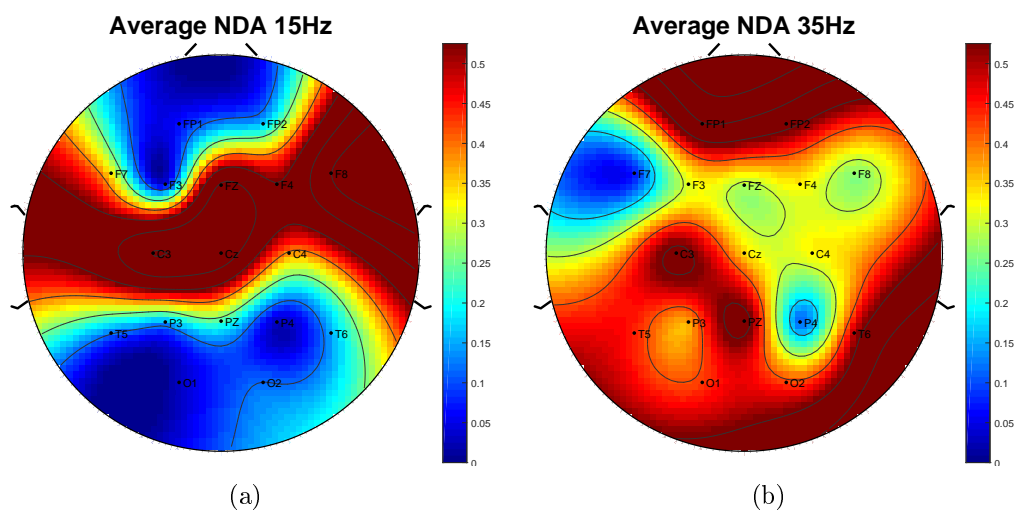 Average NDA 15Hz
FP1 FP2
F7 F3 FZ F4 F8
C3 Cz C4
T5 P3 PZ P4 T6
O1 O2
0.5
0.45
0.4
0.35
0.3
0.25
0.2
0.15
0.1
0.05
0
(a)
Average NDA 35Hz
FP1 FP2
F7 F3 FZ F4 F8
C3 Cz C4
T5 P3 PZ P4 T6
O1 O2
0.5
0.45
0.4
0.35
0.3
0.25
0.2
0.15
0.1
0.05
0
(b)